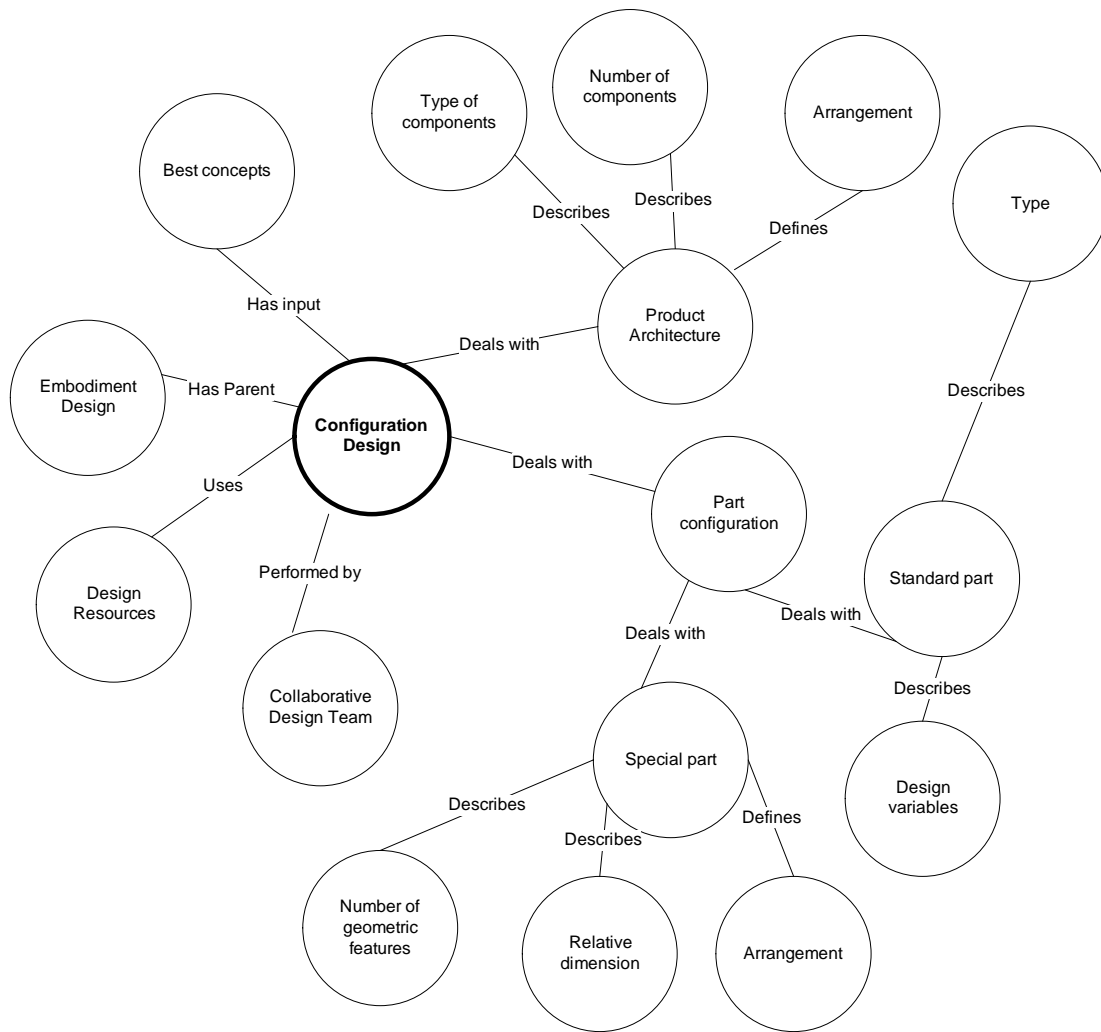 Number of
components
Type of
components
Arrangement
Best concepts
Type
Describes
Describes
Defines
Has input
Product
Architecture
Deals with
Embodiment
Design
Has Parent
Configuration
Design
Describes
Deals with
Uses
Part
configuration
Performed by
Standard part
Design
Resources
Deals with
Deals with
Describes
Collaborative
Design Team
Special part
Design
variables
Describes
Describes
Defines
Number of
geometric
features
Relative
dimension
Arrangement